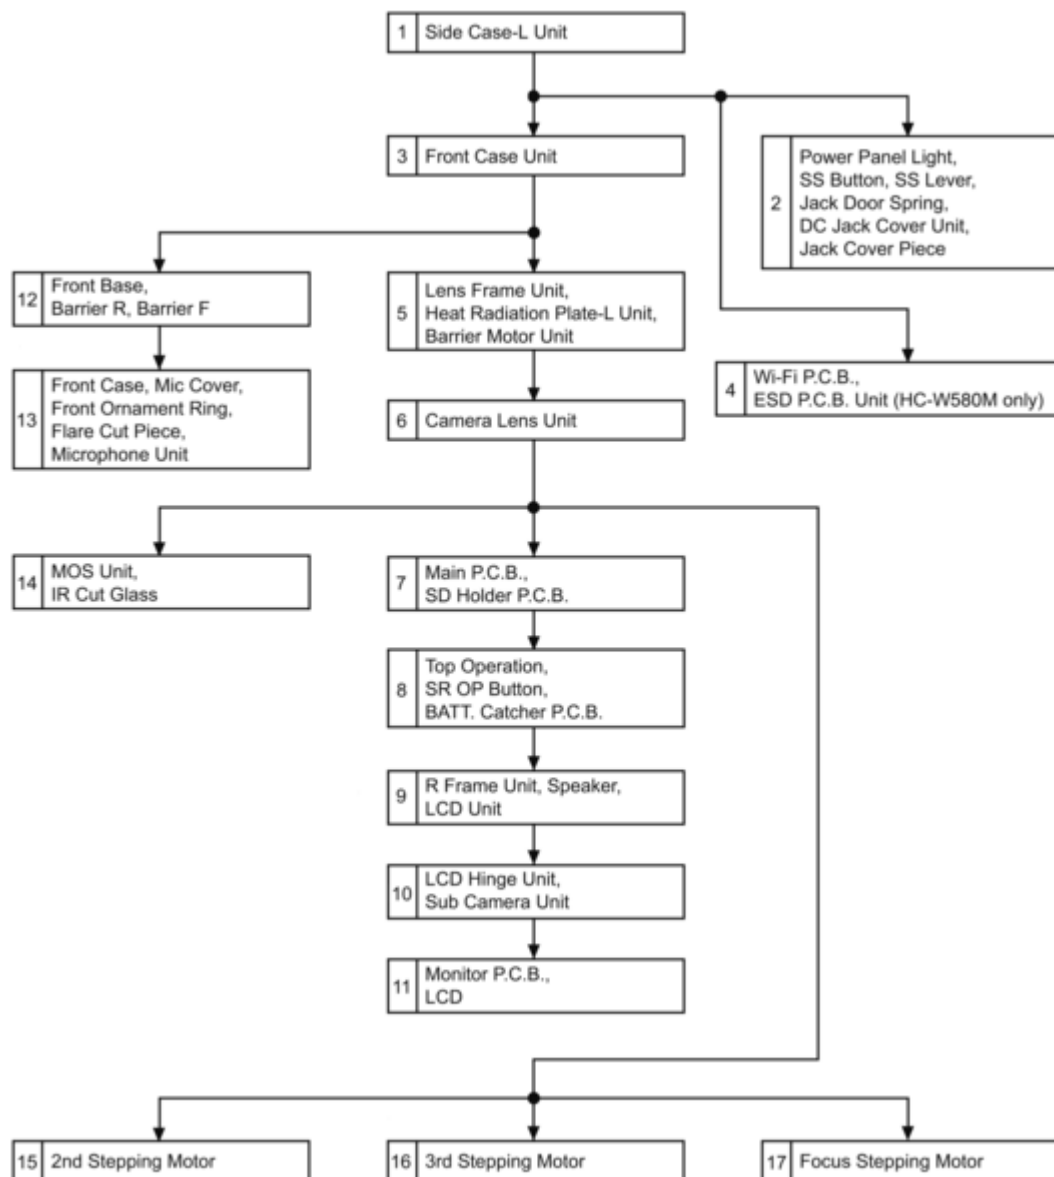 1 Side Case-L Unit
3 Front Case Unit
2 Power Panel Light,
SS Button, SS Lever,
Jack Door Spring,
DC Jack Cover Unit,
Jack Cover Piece
12 Front Base,
Barrier R, Barrier F
5 Lens Frame Unit,
Heat Radiation Plate-L Unit,
Barrier Motor Unit
4 Wi-Fi P.C.B.,
ESD P.C.B. Unit (HC-W580M only)
13 Front Case, Mic Cover,
Front Ornament Ring,
Flare Cut Piece,
Microphone Unit
6 Camera Lens Unit
14 MOS Unit,
IR Cut Glass
7 Main P.C.B.,
SD Holder P.C.B.
8 Top Operation,
SR OP Button,
BATT. Catcher P.C.B.
9 R Frame Unit, Speaker,
LCD Unit
10 LCD Hinge Unit,
Sub Camera Unit
11 Monitor P.C.B.,
LCD
15 2nd Stepping Motor
16 3rd Stepping Motor
17 Focus Stepping Motor